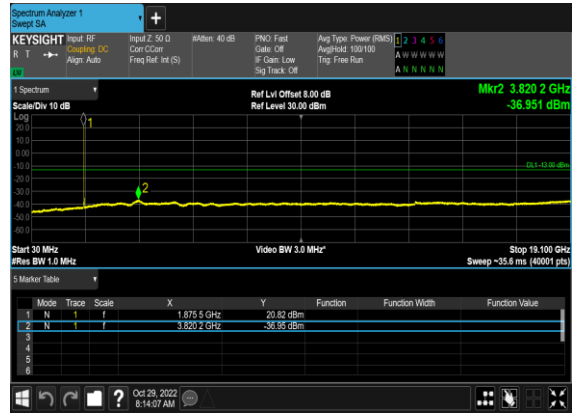 Spectrum Analyzer 1
Swept SA
KEYSIGHT Input: RF Input Z: 50 Ω #Atten: 40 dB PNO: Fast Avg Type: Power (RMS) 1 2 3 4 5 6
R T Coupling: DC Corr CCorr Gate: Off Avg|Hold: 100/100 A W W W W W
Align: Auto Freq Ref: Int (S) IF Gain: Low Trig: Free Run
LW Sig Track: Off A N N N N N
1 Spectrum Ref Lvl Offset 8.00 dB Mkr2 3.820 2 GHz
Scale/Div 10 dB Ref Level 30.00 dBm -36.951 dBm
Log
20.0
10.0
0.00
-10.0
-20.0
-30.0
-40.0
-50.0
-60.0
1
2
DL1 -13.00 dBm
Start 30 MHz Video BW 3.0 MHz* Stop 19.100 GHz
#Res BW 1.0 MHz Sweep ~35.6 ms (40001 pts)
5 Marker Table
Mode Trace Scale X Y Function Function Width Function Value
1 N 1 f 1.875 5 GHz 20.82 dBm
2 N 1 f 3.820 2 GHz -36.95 dBm
3
4
5
6
? Oct 29, 2022
8:14:07 AM